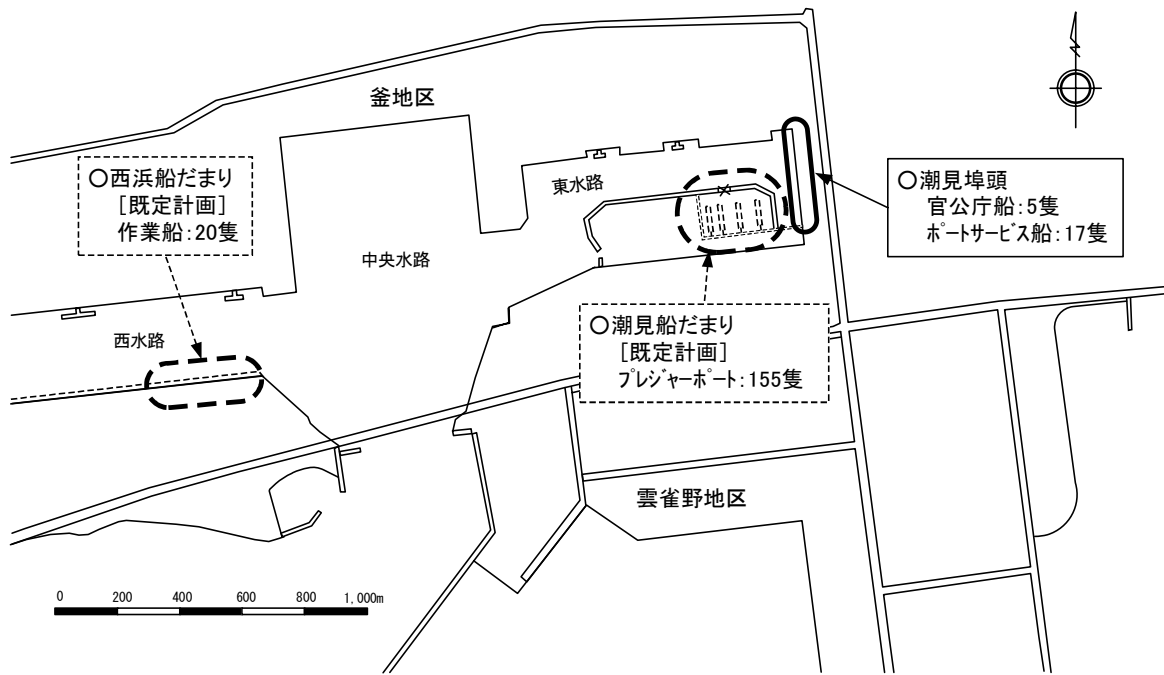 釜地区
○西浜船だまり
[既定計画]
作業船:20隻
東水路
○潮見埠頭
官公庁船:5隻
ポートサービス船:17隻
中央水路
○潮見船だまり
[既定計画]
プレジャーボート:155隻
西水路
雲雀野地区
0 200 400 600 800 1,000m